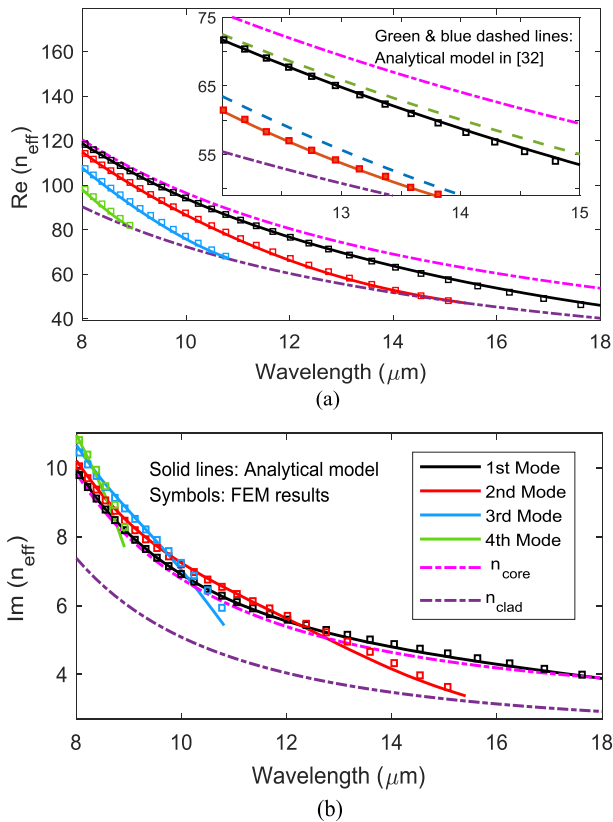 (a)
Re (n_eff)
160
140
120
100
80
60
40
8
10
12
14
16
18
Wavelength (μm)
75
65
55
13
14
15
Green & blue dashed lines:
Analytical model in [32]
(a)
Im (n_eff)
10
8
6
4
8
10
12
14
16
18
Wavelength (μm)
Solid lines: Analytical model
Symbols: FEM results
1st Mode
2nd Mode
3rd Mode
4th Mode
n_core
n_clad
(b)